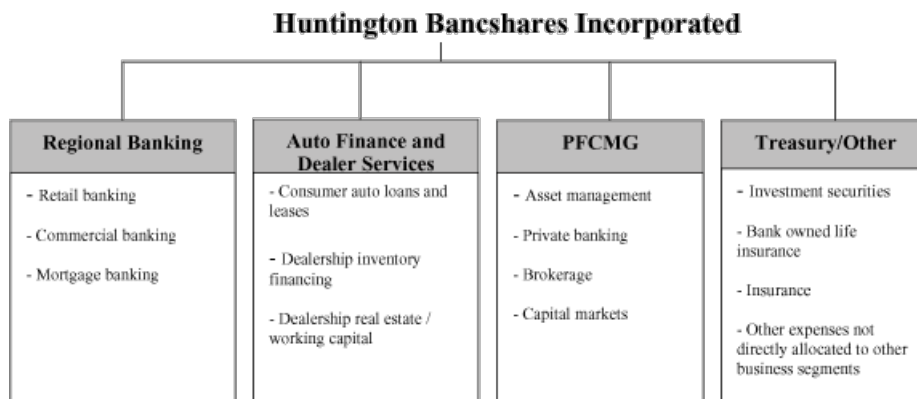 Huntington Bancshares Incorporated
Regional Banking
- Retail banking
- Commercial banking
- Mortgage banking
Auto Finance and
Dealer Services
- Consumer auto loans and
leases
- Dealership inventory
financing
- Dealership real estate /
working capital
PFCMG
- Asset management
- Private banking
- Brokerage
- Capital markets
Treasury/Other
- Investment securities
- Bank owned life
insurance
- Insurance
- Other expenses not
directly allocated to other
business segments